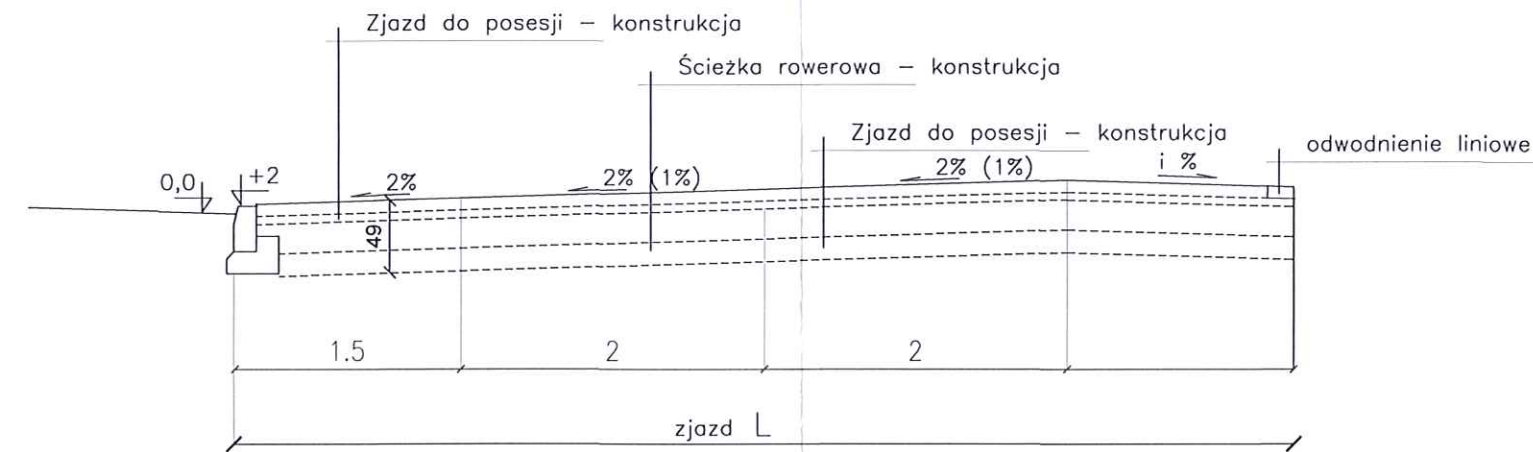 Zjazd do posesji – konstrukcja
Ścieżka rowerowa – konstrukcja
Zjazd do posesji – konstrukcja
odwodnienie liniowe
0,0
+2
2%
2% (1%)
2% (1%)
i %
49
1.5
2
2
zjazd L